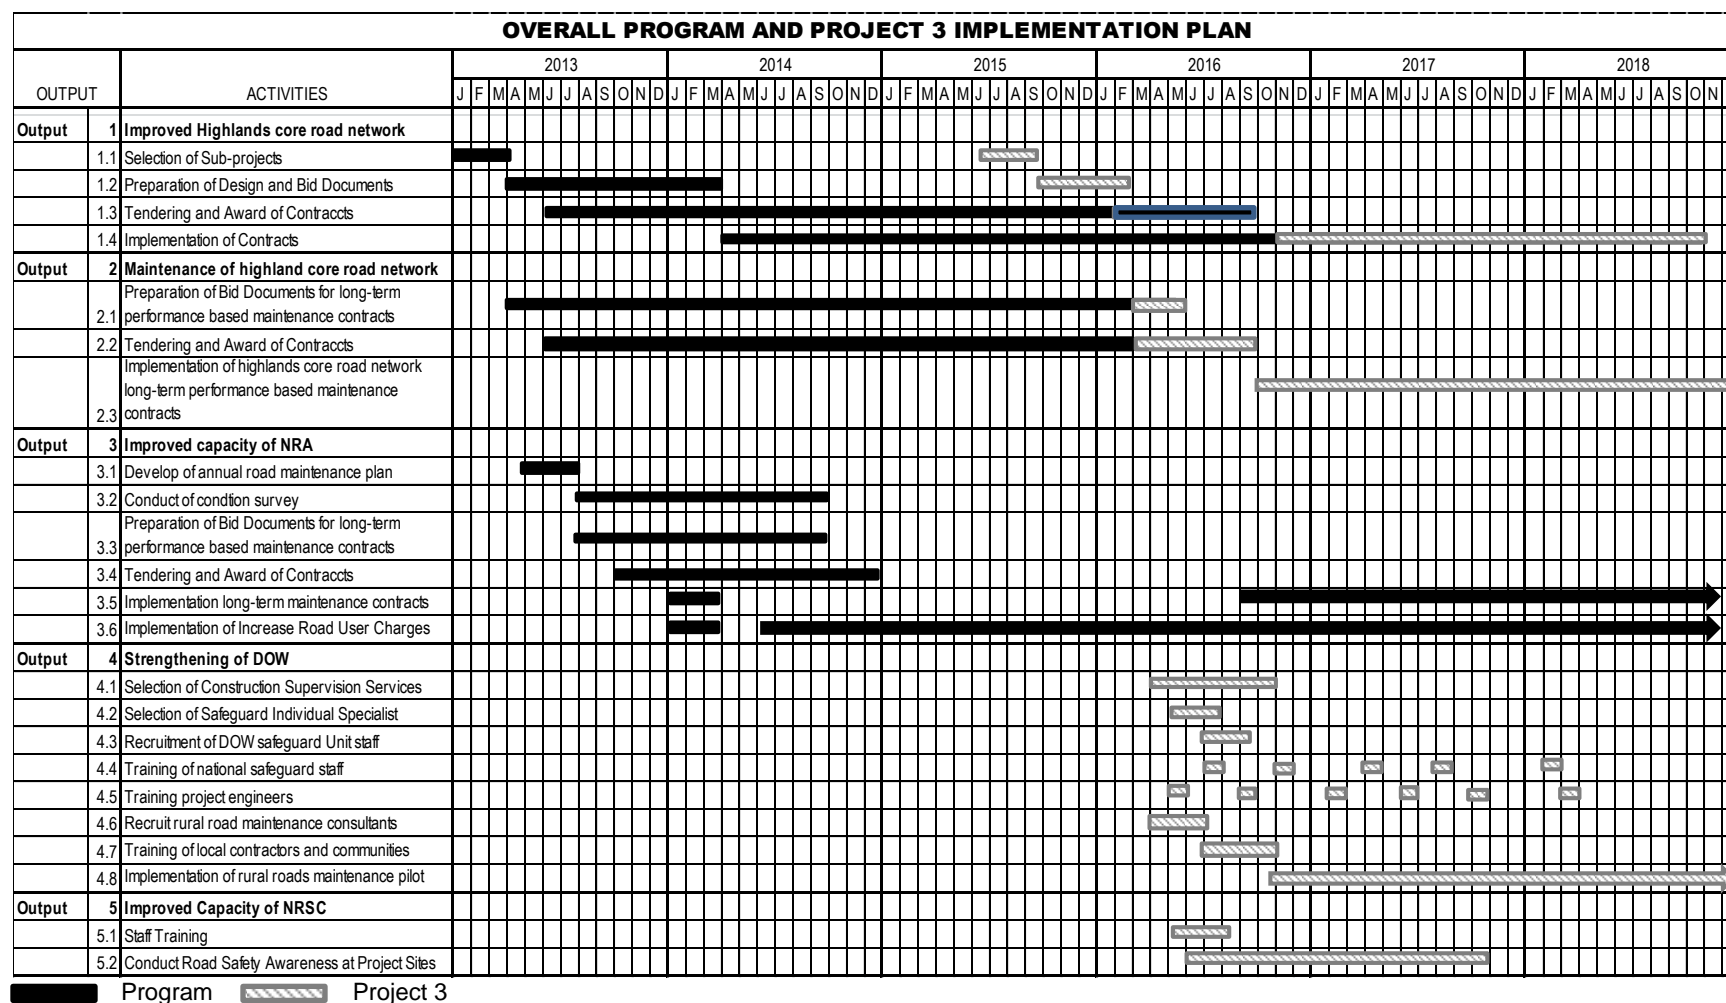 OVERALL PROGRAM AND PROJECT 3 IMPLEMENTATION PLAN
2013 2014 2015 2016 2017 2018
OUTPUT ACTIVITIES J F M A M J J A S O N D J F M A M J J A S O N D J F M A M J J A S O N D J F M A M J J A S O N D J F M A M J J A S O N D J F M A M J J A S O N
Output 1 Improved Highlands core road network
1.1 Selection of Sub-projects
1.2 Preparation of Design and Bid Documents
1.3 Tendering and Award of Contraccts
1.4 Implementation of Contracts
Output 2 Maintenance of highland core road network
Preparation of Bid Documents for long-term
2.1 performance based maintenance contracts
2.2 Tendering and Award of Contraccts
Implementation of highlands core road network
long-term performance based maintenance
2.3 contracts
Output 3 Improved capacity of NRA
3.1 Develop of annual road maintenance plan
3.2 Conduct of condtion survey
Preparation of Bid Documents for long-term
3.3 performance based maintenance contracts
3.4 Tendering and Award of Contraccts
3.5 Implementation long-term maintenance contracts
3.6 Implementation of Increase Road User Charges
Output 4 Strengthening of DOW
4.1 Selection of Construction Supervision Services
4.2 Selection of Safeguard Individual Specialist
4.3 Recruitment of DOW safeguard Unit staff
4.4 Training of national safeguard staff
4.5 Training project engineers
4.6 Recruit rural road maintenance consultants
4.7 Training of local contractors and communities
4.8 Implementation of rural roads maintenance pilot
Output 5 Improved Capacity of NRSC
5.1 Staff Training
5.2 Conduct Road Safety Awareness at Project Sites
Program Project 3